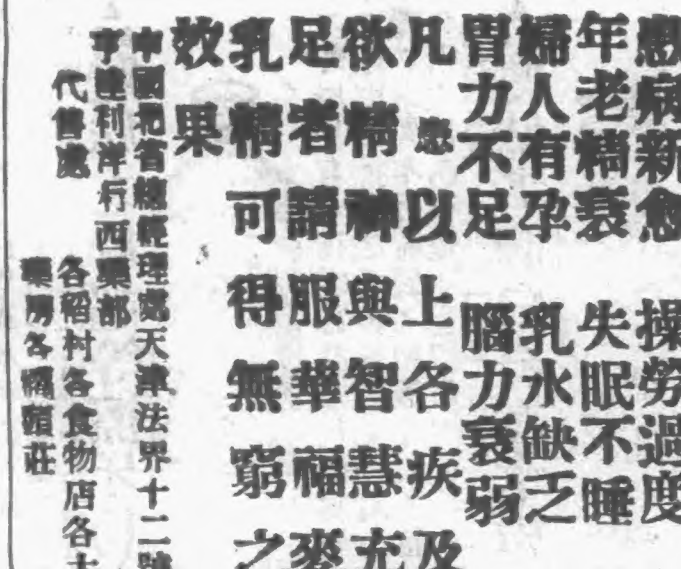 戲病新愈 操勞過度
年老精衰 失眠不睡
婦人有孕 乳水缺乏
胃力不足 腦力衰弱
凡患以上各疾及
欲精神與智慧充
足者請服華福麥
乳精可得無窮之
效果
中國北省總經理處天津法界十二號
亨達利洋行西藥部
代售處
各稻村各食物店各大
藥房各
莊